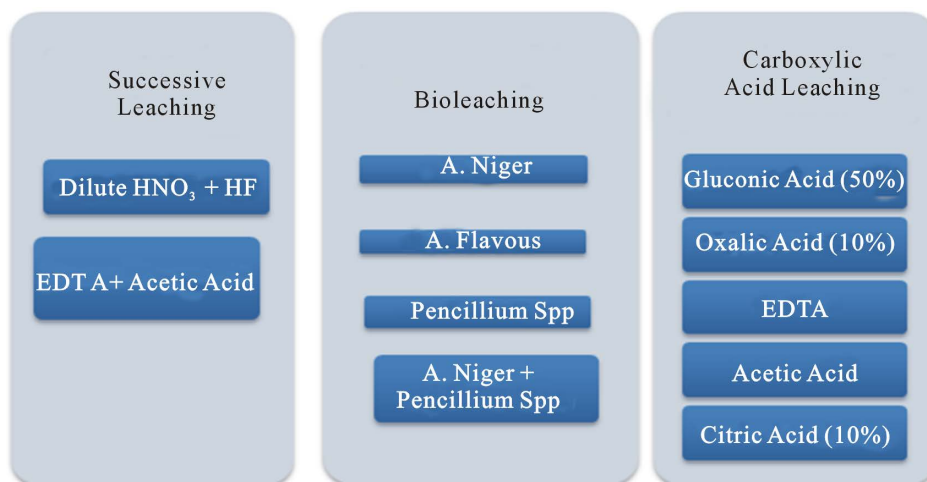 Successive
Leaching
Dilute HNO₃ + HF
EDT A+ Acetic Acid
Bioleaching
A. Niger
A. Flavous
Pencillium Spp
A. Niger +
Pencillium Spp
Carboxylic
Acid Leaching
Gluconic Acid (50%)
Oxalic Acid (10%)
EDTA
Acetic Acid
Citric Acid (10%)